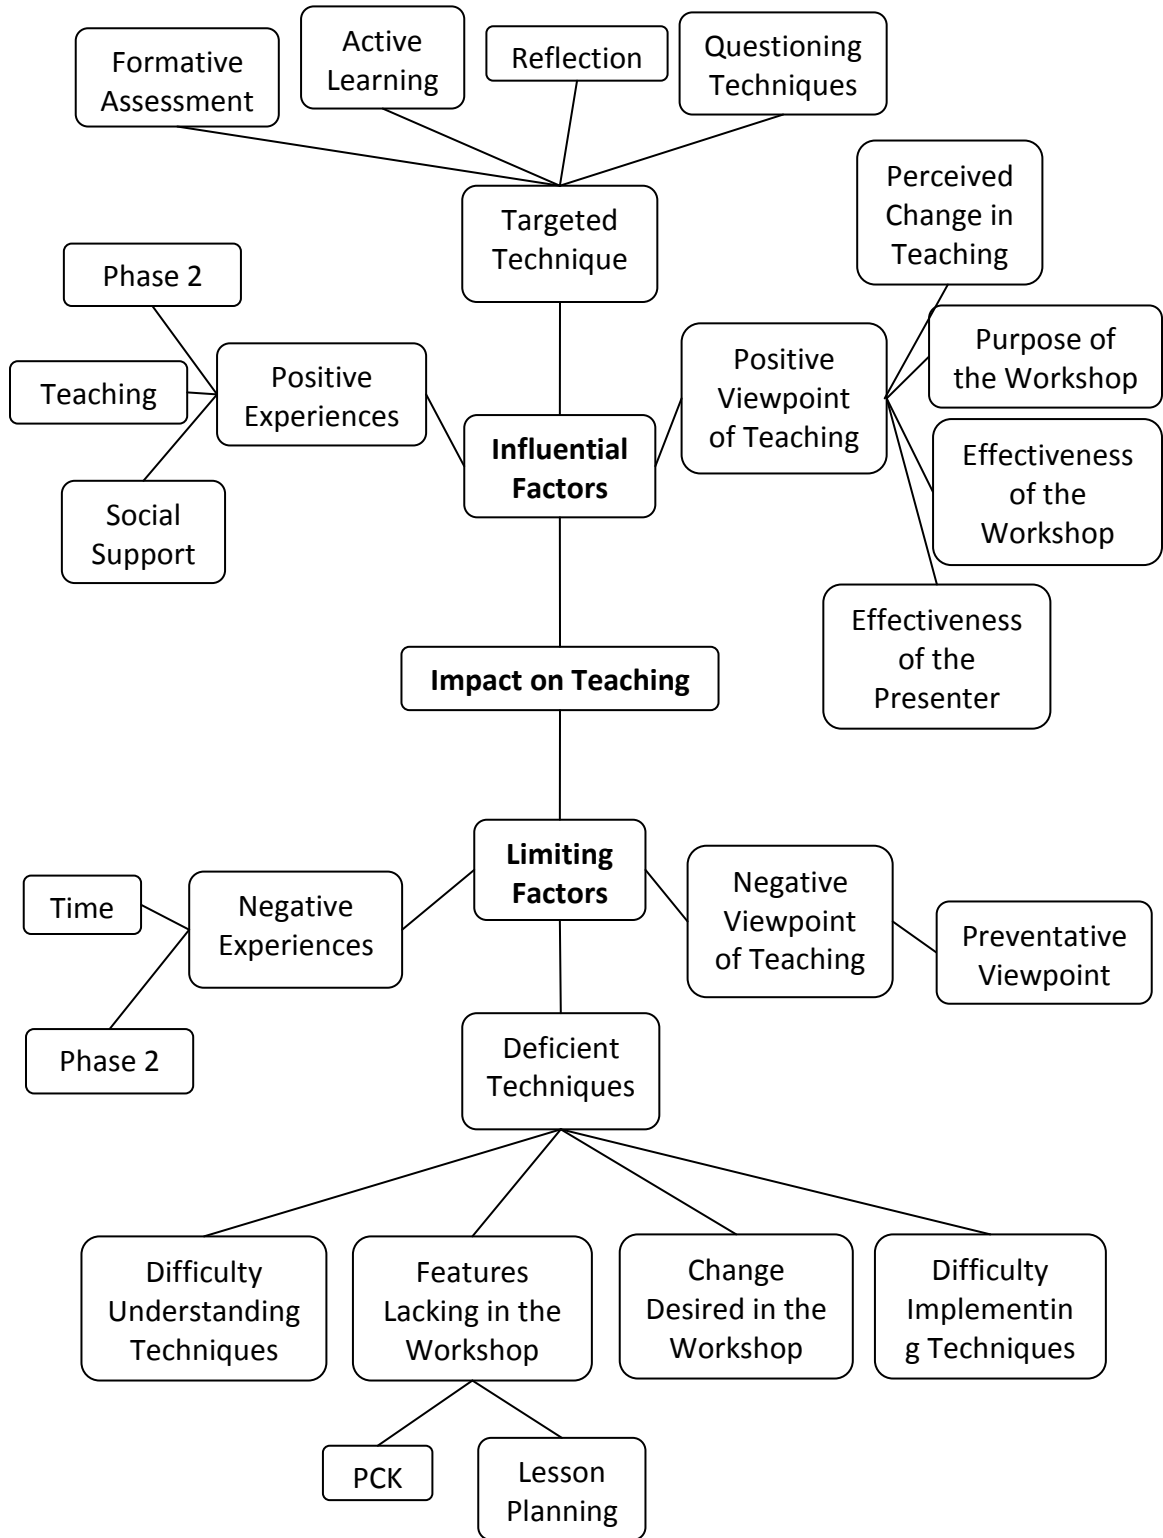 Formative
Assessment
Active
Learning
Reflection
Questioning
Techniques
Targeted
Technique
Perceived
Change in
Teaching
Phase 2
Teaching
Social
Support
Positive
Experiences
Influential
Factors
Positive
Viewpoint
of Teaching
Purpose of
the Workshop
Effectiveness
of the
Workshop
Effectiveness
of the
Presenter
Impact on Teaching
Limiting
Factors
Time
Negative
Experiences
Phase 2
Negative
Viewpoint
of Teaching
Preventative
Viewpoint
Deficient
Techniques
Difficulty
Understanding
Techniques
Features
Lacking in the
Workshop
Change
Desired in the
Workshop
Difficulty
Implementin
g Techniques
PCK
Lesson
Planning